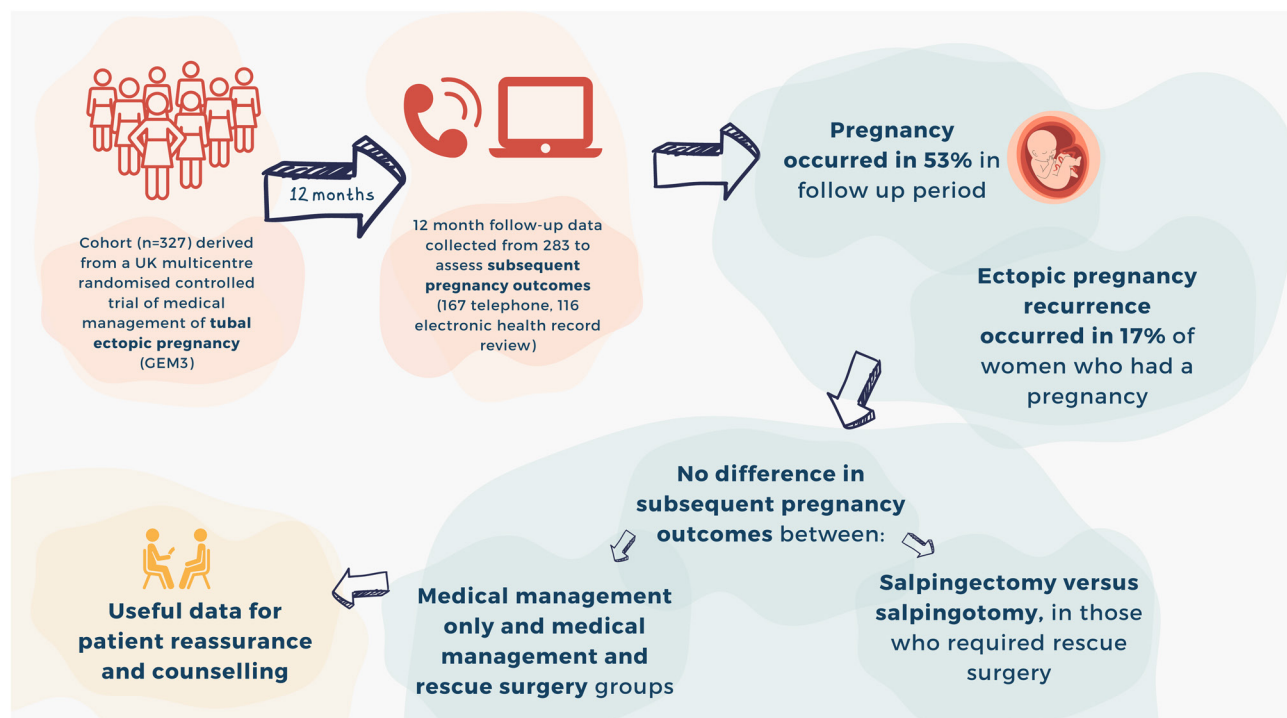 Cohort (n=327) derived
from a UK multicentre
randomised controlled
trial of medical
management of tubal
ectopic pregnancy
(GEM3)
12 months
12 month follow-up data
collected from 283 to
assess subsequent
pregnancy outcomes
(167 telephone, 116
electronic health record
review)
Pregnancy
occurred in 53% in
follow up period
Ectopic pregnancy
recurrence
occurred in 17% of
women who had a
pregnancy
No difference in
subsequent pregnancy
outcomes between:
Medical management
only and medical
management and
rescue surgery groups
Salpingectomy versus
salpingotomy, in those
who required rescue
surgery
Useful data for
patient reassurance
and counselling